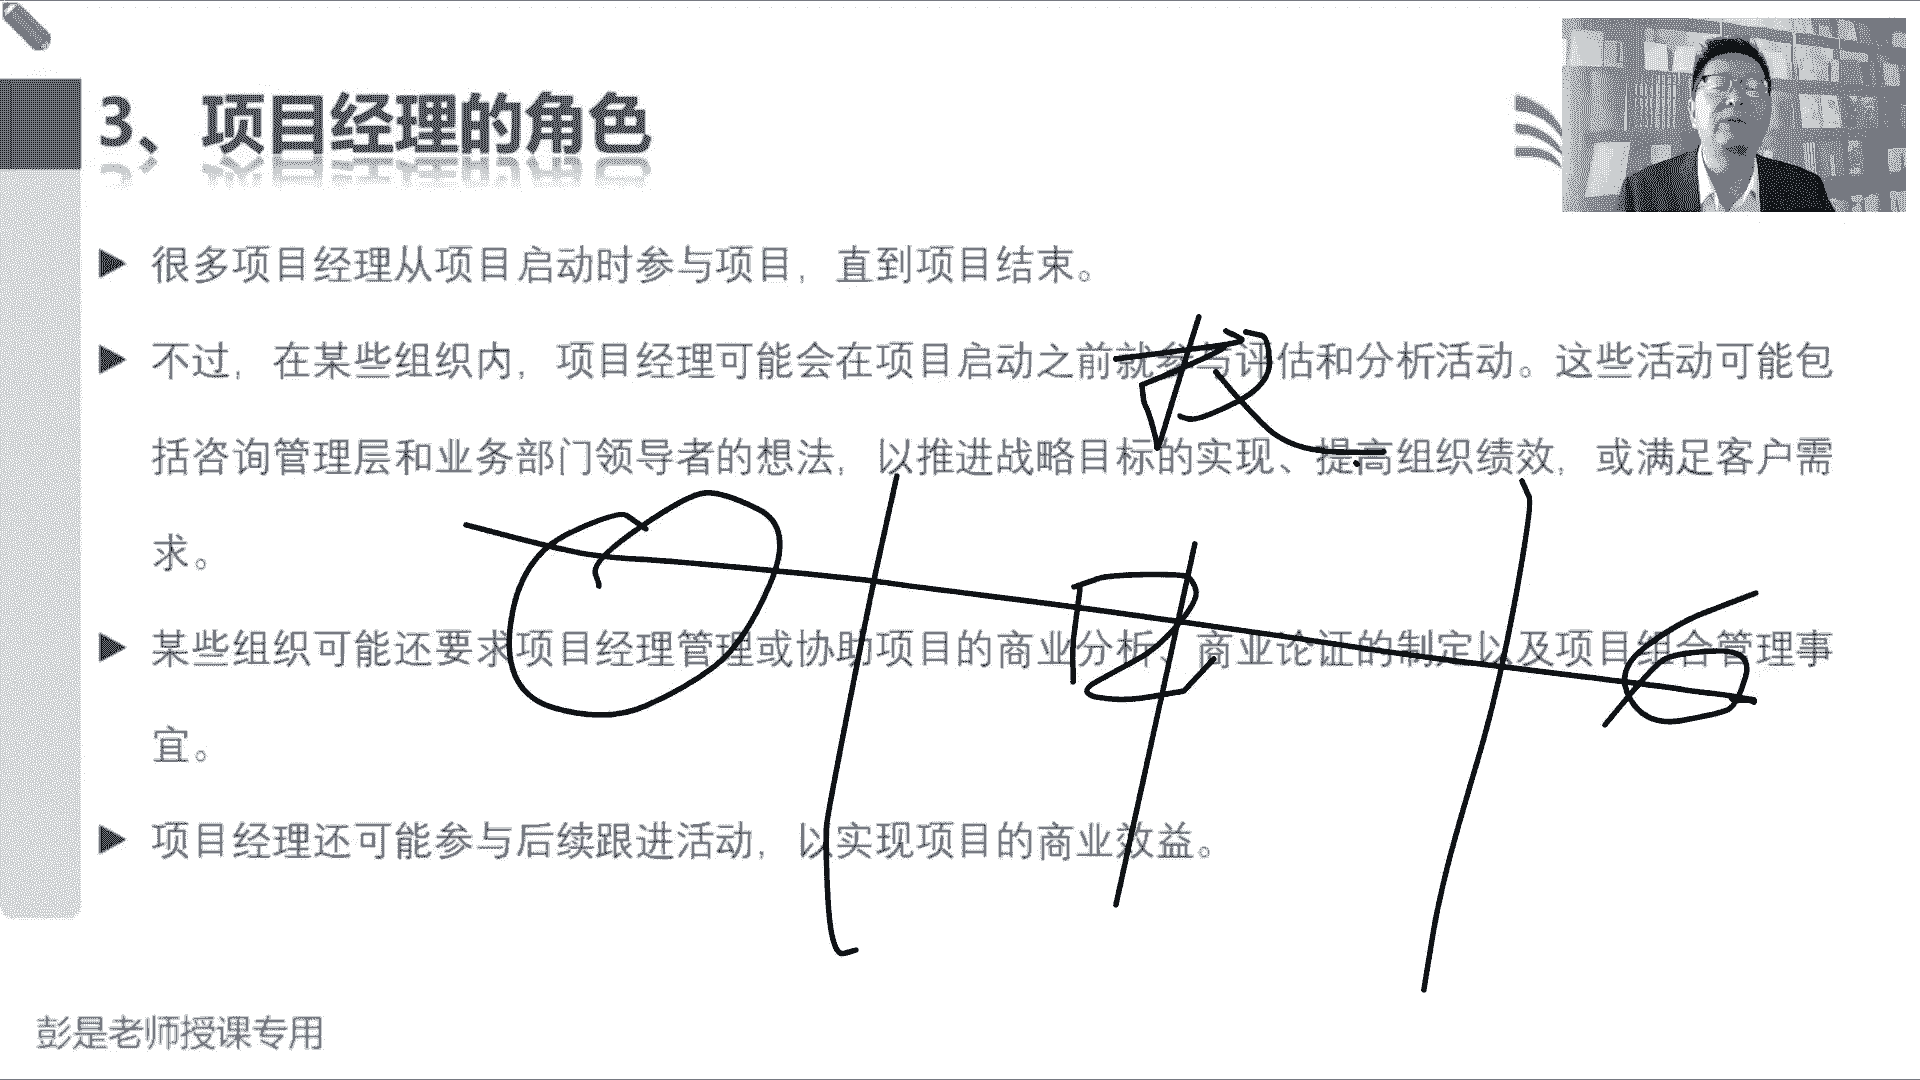 3、项目经理的角色
很多项目经理从项目启动时参与项目，直到项目结束。
不过，在某些组织内，项目经理可能会在项目启动之前就参与评估和分析活动。这些活动可能包
括咨询管理层和业务部门领导者的想法，以推进战略目标的实现、提高组织绩效，或满足客户需
求。
某些组织可能还要求项目经理管理或协助项目的商业分析、商业论证的制定以及项目组合管理事
宜。
项目经理还可能参与后续跟进活动，以实现项目的商业效益。
彭是老师授课专用